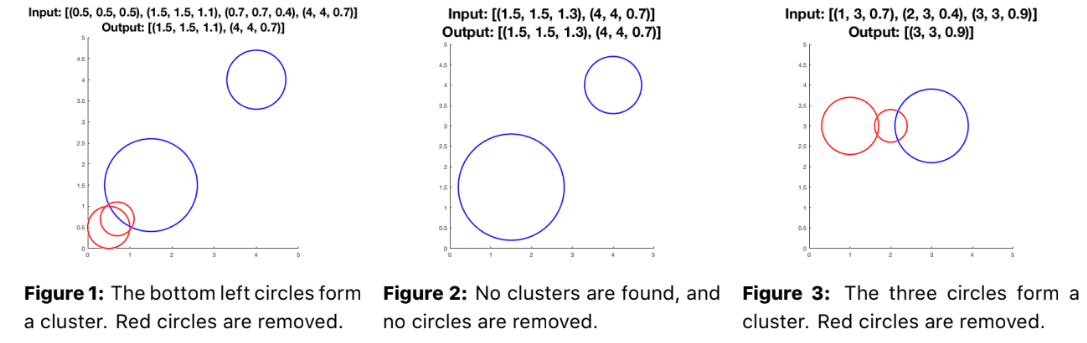 Input: [(0.5, 0.5, 0.5), (1.5, 1.5, 1.1), (0.7, 0.7, 0.4), (4, 4, 0.7)]
Output: [(1.5, 1.5, 1.1), (4, 4, 0.7)]
5
4.5
4
3.5
3
2.5
2
1.5
1
0.5
0
0 1 2 3 4 5
Figure 1: The bottom left circles form
a cluster. Red circles are removed.
Input: [(1.5, 1.5, 1.3), (4, 4, 0.7)]
Output: [(1.5, 1.5, 1.3), (4, 4, 0.7)]
5
4.5
4
3.5
3
2.5
2
1.5
1
0.5
0
0 1 2 3 4 5
Figure 2: No clusters are found, and
no circles are removed.
Input: [(1, 3, 0.7), (2, 3, 0.4), (3, 3, 0.9)]
Output: [(3, 3, 0.9)]
5
4.5
4
3.5
3
2.5
2
1.5
1
0.5
0
0 1 2 3 4 5
Figure 3: The three circles form a
cluster. Red circles are removed.